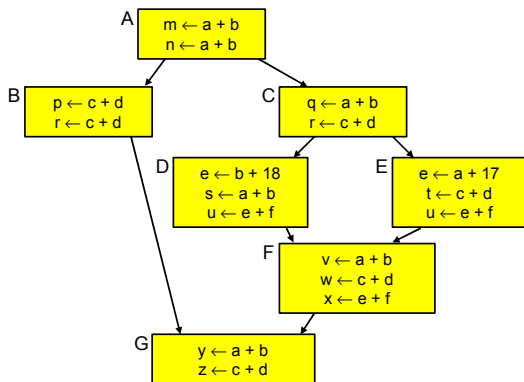 A
m ← a + b
n ← a + b
B
p ← c + d
r ← c + d
C
q ← a + b
r ← c + d
D
e ← b + 18
s ← a + b
u ← e + f
E
e ← a + 17
t ← c + d
u ← e + f
F
v ← a + b
w ← c + d
x ← e + f
G
y ← a + b
z ← c + d